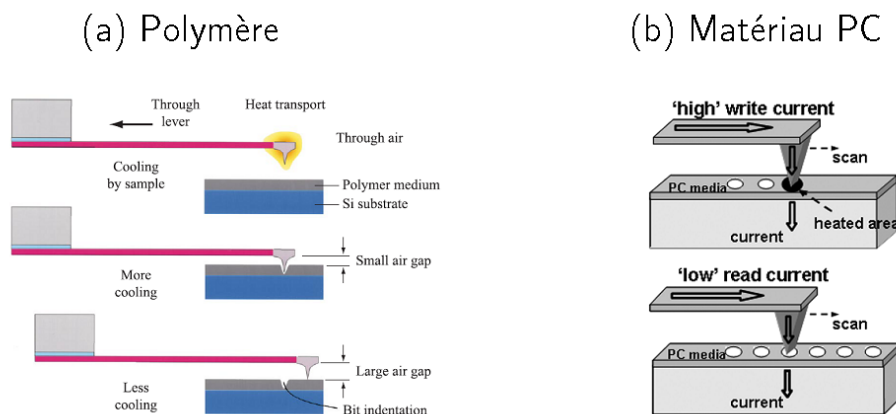 (a) Polymère
Through
lever
Heat transport
Through air
Cooling
by sample
Polymer medium
Si substrate
Small air gap
More
cooling
Large air gap
Less
cooling
Bit indentation
(b) Matériau PC
'high' write current
scan
PC media
heated area
current
'low' read current
scan
PC media
current